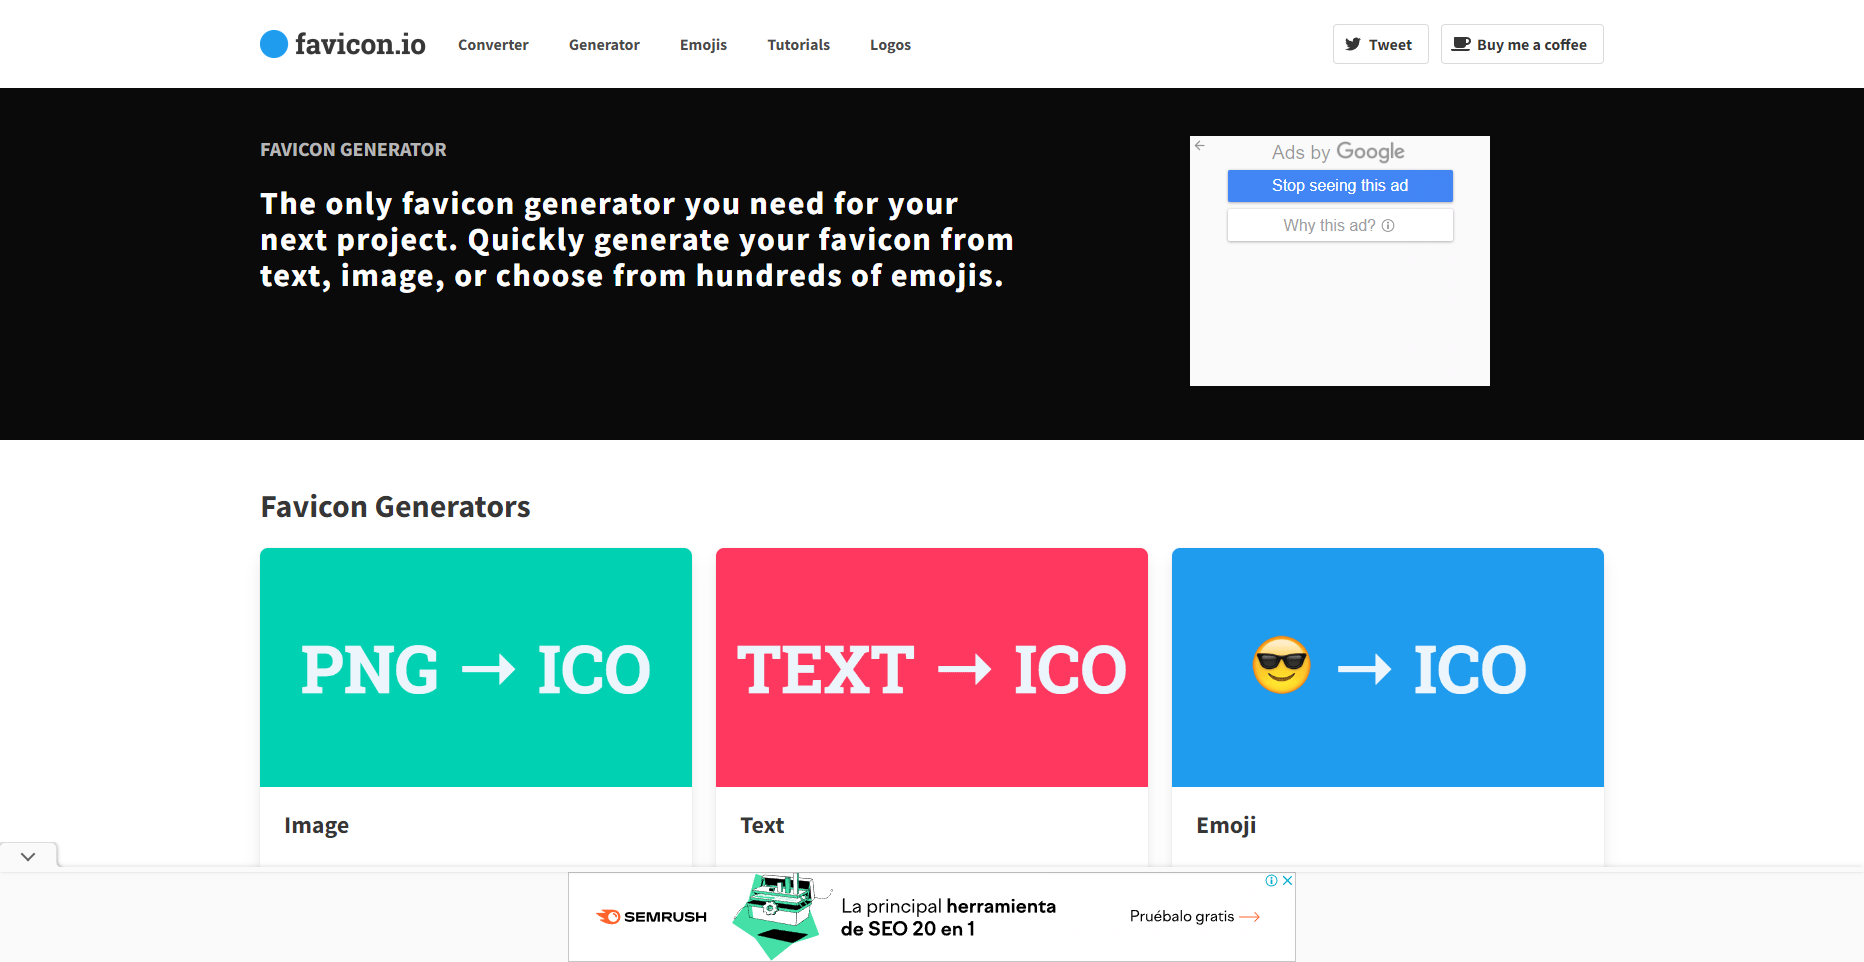 favicon.io
Converter
Generator
Emojis
Tutorials
Logos
Tweet
Buy me a coffee
FAVICON GENERATOR
The only favicon generator you need for your
next project. Quickly generate your favicon from
text, image, or choose from hundreds of emojis.
Ads by Google
Stop seeing this ad
Why this ad?
Favicon Generators
PNG → ICO
TEXT → ICO
😎 → ICO
Image
Text
Emoji
SEMRUSH
La principal herramienta
de SEO 20 en 1
Pruébalo gratis →